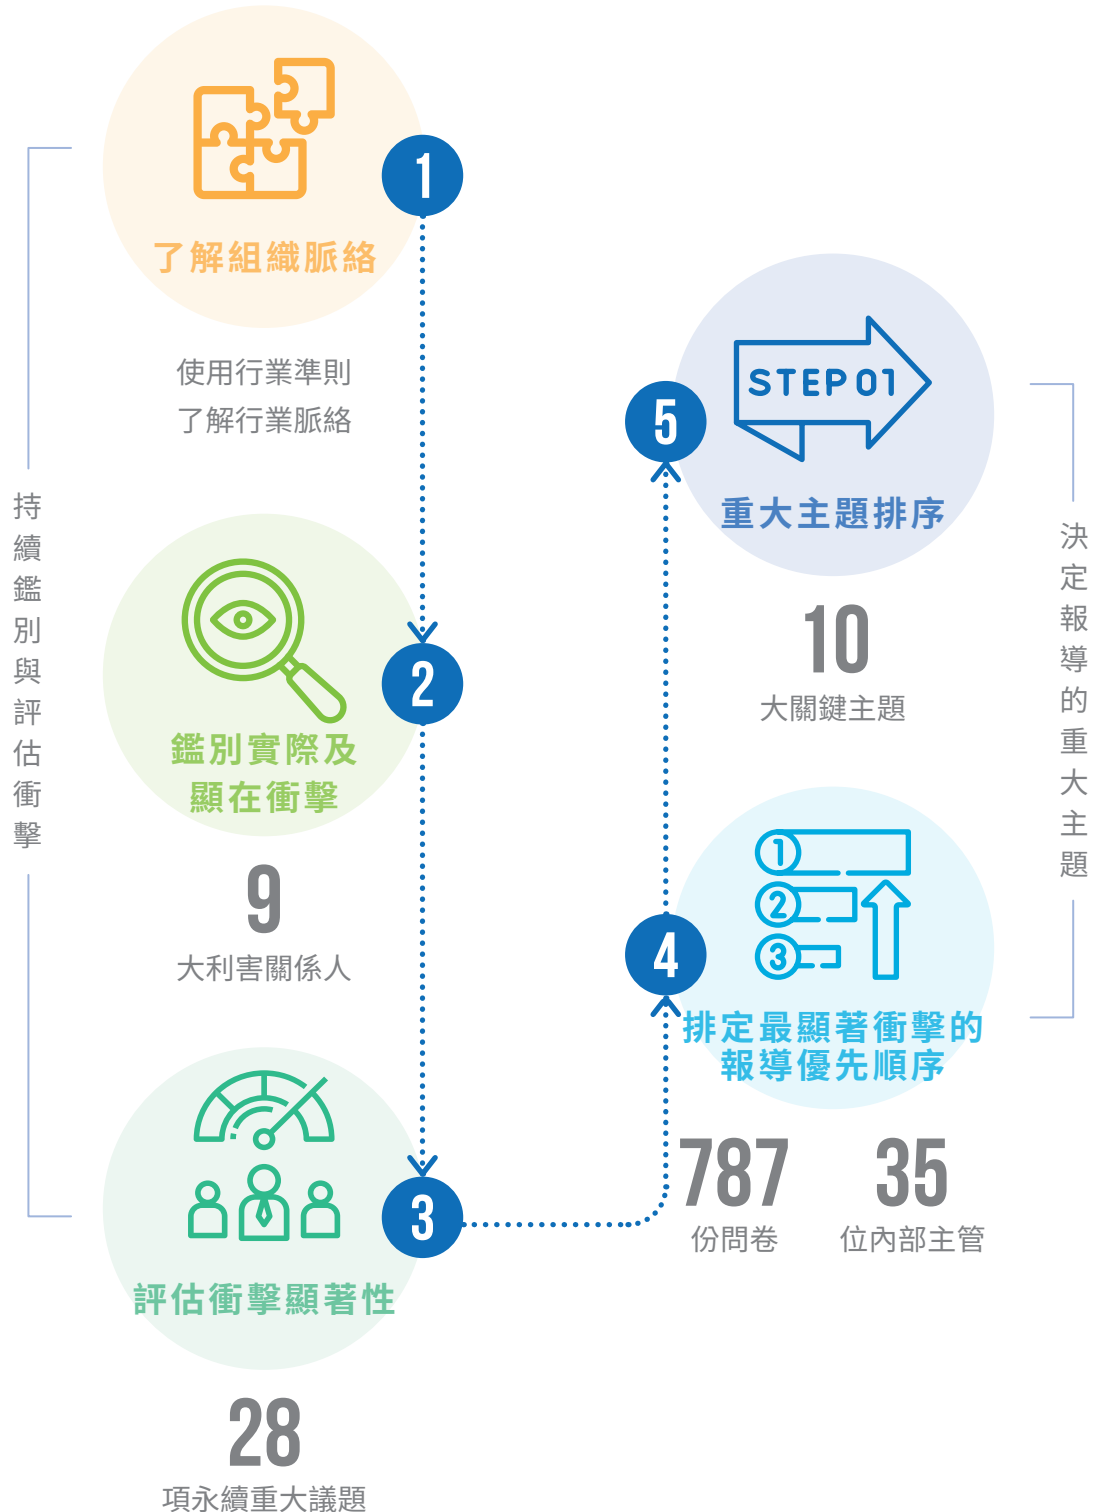 持續鑑別與評估衝擊
1
了解組織脈絡
使用行業準則
了解行業脈絡
2
鑑別實際及
顯在衝擊
9
大利害關係人
3
評估衝擊顯著性
28
項永續重大議題
決定報導的重大主題
5
STEP 01
重大主題排序
10
大關鍵主題
4
1
2
3
排定最顯著衝擊的
報導優先順序
787
份問卷
35
位內部主管